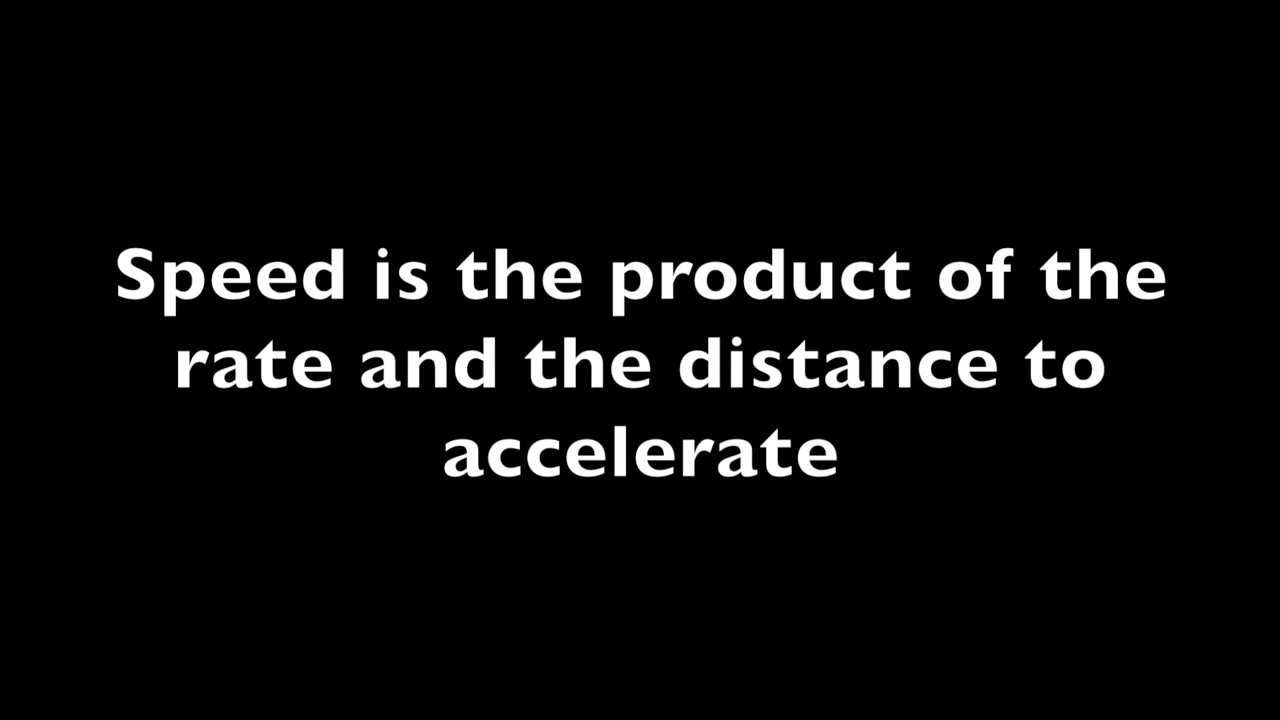 Speed is the product of the
rate and the distance to
accelerate